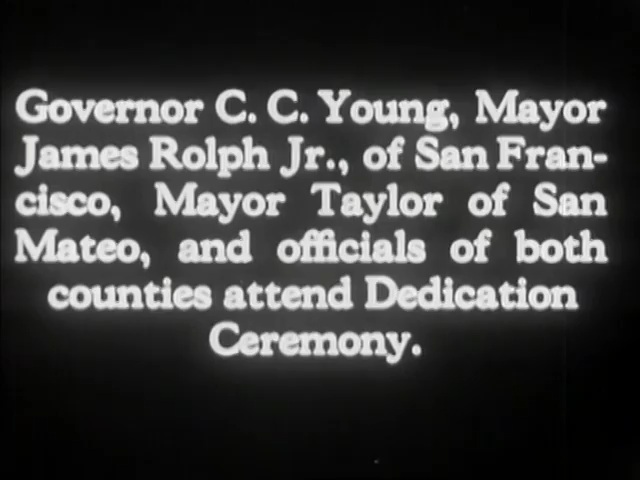 Governor C. C. Young, Mayor
James Rolph Jr., of San Fran-
cisco, Mayor Taylor of San
Mateo, and officials of both
counties attend Dedication
Ceremony.